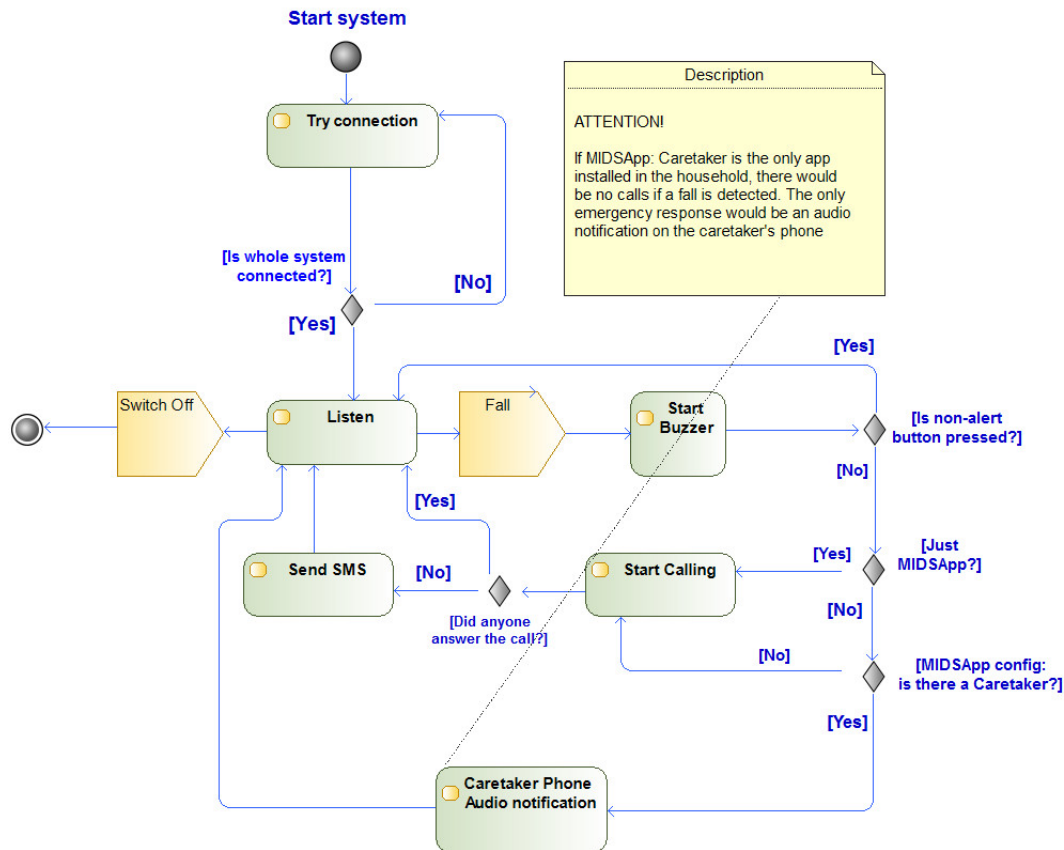 Start system
Description
Try connection
ATTENTION!
If MIDSApp: Caretaker is the only app
installed in the household, there would
be no calls if a fall is detected. The only
emergency response would be an audio
notification on the caretaker's phone
[Is whole system
connected?]
[No]
[Yes]
[Yes]
Switch Off
Listen
Fall
Start
Buzzer
[Is non-alert
button pressed?]
[No]
[Yes]
Send SMS
[No]
[Did anyone
answer the call?]
Start Calling
[Yes]
[Just
MIDSApp?]
[No]
[No]
[MIDSApp config:
is there a Caretaker?]
[Yes]
Caretaker Phone
Audio notification